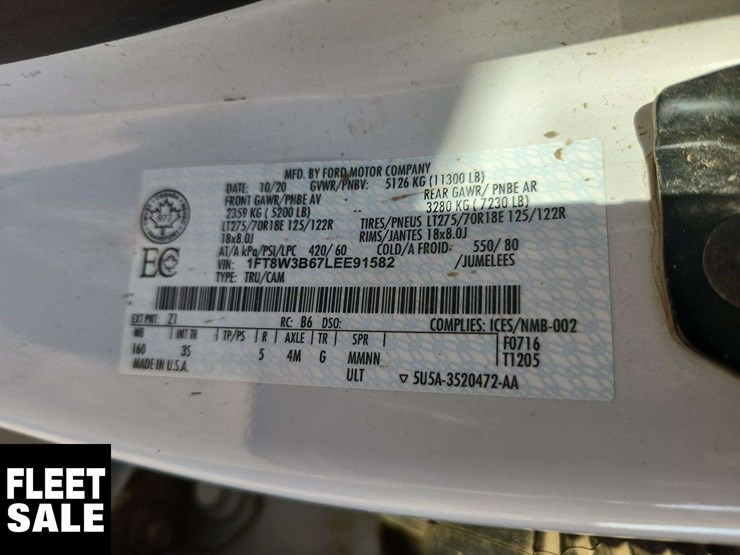 MFD. BY FORD MOTOR COMPANY
DATE: 10/20 GVWR/PNBV: 5126 KG (11300 LB)
FRONT GAWR/PNBE AV REAR GAWR/ PNBE AR
2359 KG ( 5200 LB) -- 3280 KG ( 7230 LB)
LT275/70R18E 125/122R TIRES/PNEUS LT275/70R18E 125/122R
18x8.0J RIMS/JANTES 18x8.0J
AT/A kPa/PSI/LPC 420/ 60 COLD/A FROID- 550/ 80
VIN: 1FT8W3B67LEE91582 /JUMELEES
TYPE: TRU/CAM
EC
EXT PNT: Z1 RC: B6 DSO: COMPLIES: ICES/NMB-002
WB INT TR TP/PS R AXLE TR SPR F0716
160 3S 5 4M G MMNN T1205
MADE IN U.S.A. ULT ▽ 5U5A-3520472-AA
FLEET
SALE